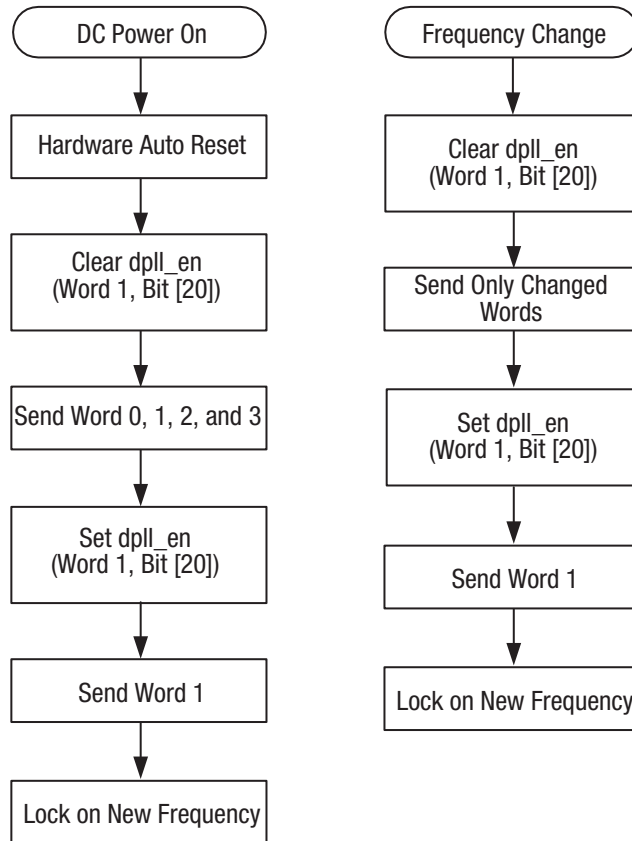 DC Power On
Hardware Auto Reset
Clear dpll_en
(Word 1, Bit [20])
Send Word 0, 1, 2, and 3
Set dpll_en
(Word 1, Bit [20])
Send Word 1
Lock on New Frequency
Frequency Change
Clear dpll_en
(Word 1, Bit [20])
Send Only Changed
Words
Set dpll_en
(Word 1, Bit [20])
Send Word 1
Lock on New Frequency